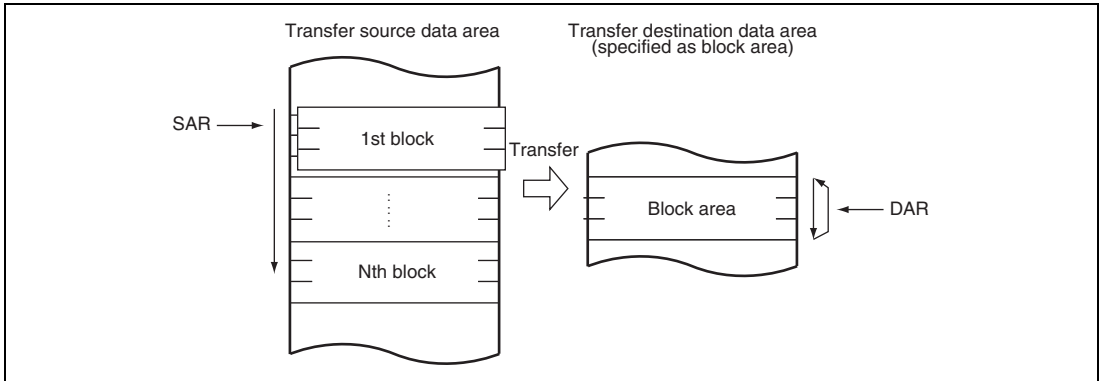 Transfer source data area
Transfer destination data area
(specified as block area)
SAR
1st block
Transfer
Block area
DAR
Nth block